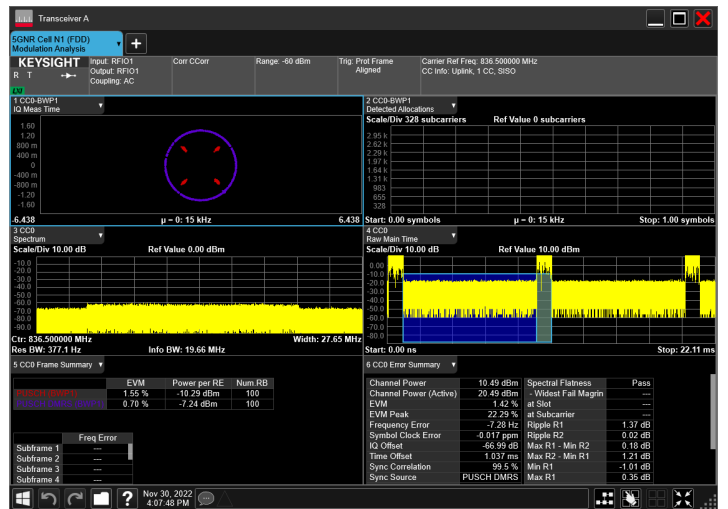 Transceiver A
5GNR Cell N1 (FDD)
Modulation Analysis
KEYSIGHT
R T
LXI
Input: RFIO1
Output: RFIO1
Coupling: AC
Corr CCorr
Range: -60 dBm
Trig: Prot Frame
Aligned
Carrier Ref Freq: 836.500000 MHz
CC Info: Uplink, 1 CC, SISO
1 CC0-BWP1
IQ Meas Time
1.60
1.20
800 m
400 m
0
-400 m
-800 m
-1.20
-1.60
-6.438
μ = 0: 15 kHz
6.438
2 CC0-BWP1
Detected Allocations
Scale/Div 328 subcarriers
Ref Value 0 subcarriers
2.95 k
2.62 k
2.29 k
1.97 k
1.64 k
1.31 k
983
655
328
Start: 0.00 symbols
μ = 0: 15 kHz
Stop: 1.00 symbols
3 CC0
Spectrum
Scale/Div 10.00 dB
Ref Value 0.00 dBm
-10.0
-20.0
-30.0
-40.0
-50.0
-60.0
-70.0
-80.0
-90.0
Ctr: 836.500000 MHz
Width: 27.65 MHz
Res BW: 377.1 Hz
Info BW: 19.66 MHz
4 CC0
Raw Main Time
Scale/Div 10.00 dB
Ref Value 10.00 dBm
0.00
-10.0
-20.0
-30.0
-40.0
-50.0
-60.0
-70.0
-80.0
Start: 0.00 ns
Stop: 22.11 ms
5 CC0 Frame Summary
EVM Power per RE Num.RB
PUSCH (BWP1) 1.55 % -10.29 dBm 100
0.70 % -7.24 dBm 100
Freq Error
Subframe 1 ---
Subframe 2 ---
Subframe 3 ---
Subframe 4 ---
6 CC0 Error Summary
Channel Power 10.49 dBm Spectral Flatness Pass
Channel Power (Active) 20.49 dBm - Widest Fail Magrin ---
EVM 1.42 % at Slot ---
EVM Peak 22.29 % at Subcarrier ---
Frequency Error -7.28 Hz Ripple R1 1.37 dB
Symbol Clock Error -0.017 ppm Ripple R2 0.02 dB
IQ Offset -66.99 dB Max R1 - Min R2 0.18 dB
Time Offset 1.037 ms Max R2 - Min R1 1.21 dB
Sync Correlation 99.5 % Min R1 -1.01 dB
Sync Source PUSCH DMRS Max R1 0.35 dB
?
Nov 30, 2022
4:07:48 PM